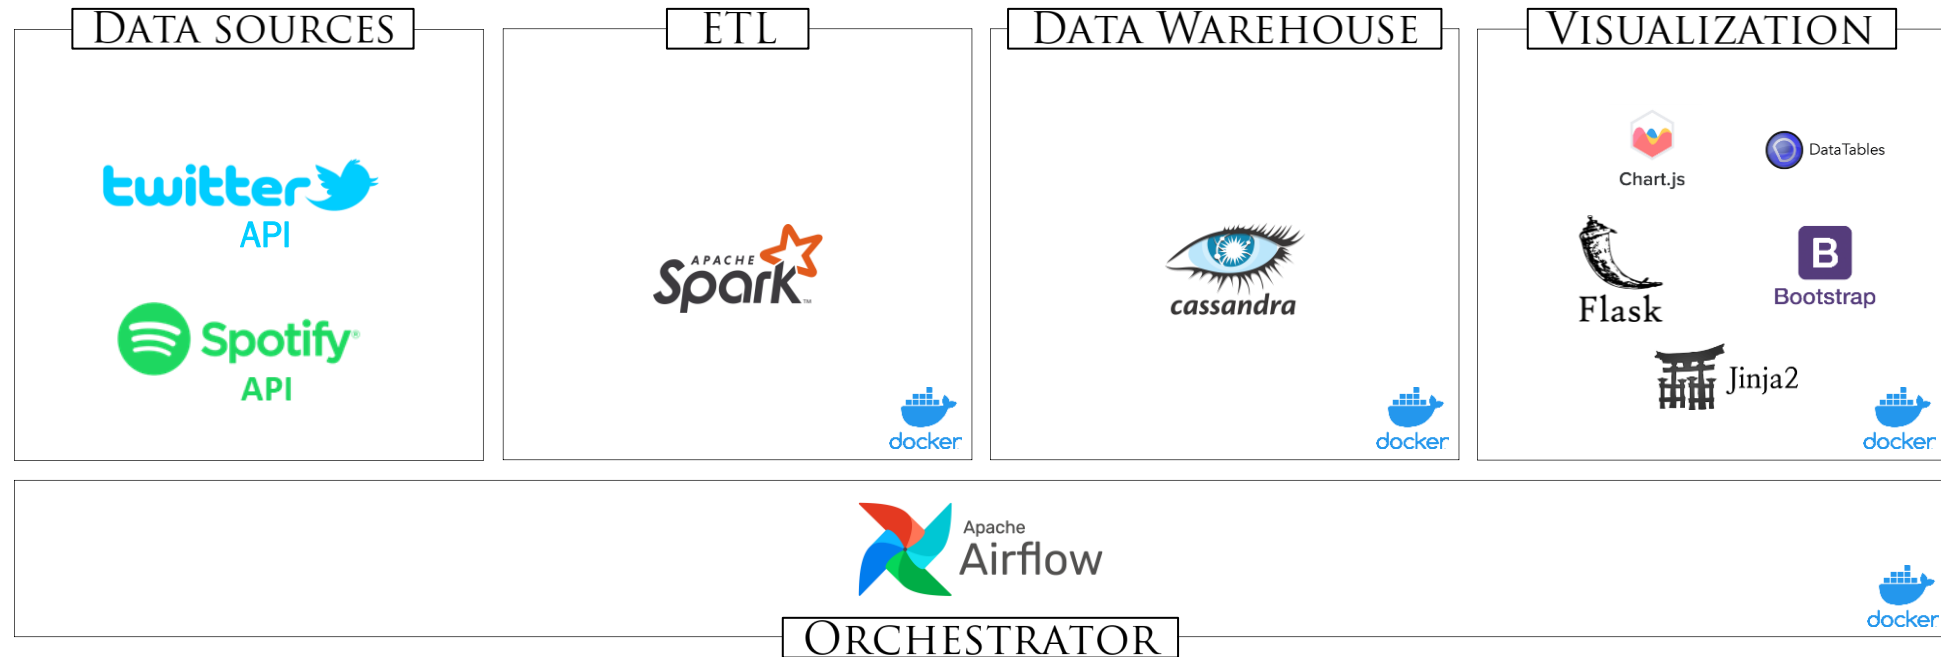 DATA SOURCES
twitter
API
Spotify®
API
ETL
APACHE
Spark™
docker
DATA WAREHOUSE
cassandra
docker
VISUALIZATION
Chart.js
DataTables
Flask
B
Bootstrap
Jinja2
docker
Apache
Airflow
docker
ORCHESTRATOR